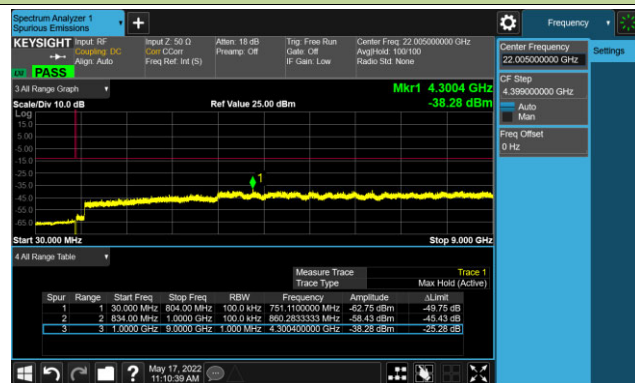 Spectrum Analyzer 1
Spurious Emissions
Frequency
KEYSIGHT
Input: RF
Coupling: DC
Align: Auto
Input Z: 50 Ω
Corr CCorr
Freq Ref: Int (S)
Atten: 18 dB
Preamp: Off
Trig: Free Run
Gate: Off
IF Gain: Low
Center Freq: 22.005000000 GHz
Avg|Hold: 100/100
Radio Std: None
PASS
Center Frequency
22.005000000 GHz
Settings
CF Step
4.399000000 GHz
Auto
Man
Freq Offset
0 Hz
3 All Range Graph
Mkr1 4.3004 GHz
Scale/Div 10.0 dB
Ref Value 25.00 dBm
-38.28 dBm
Log
15.0
5.00
-5.00
-15.0
-25.0
-35.0
-45.0
-55.0
-65.0
1
Start 30.000 MHz
Stop 9.000 GHz
4 All Range Table
Measure Trace Trace 1
Trace Type Max Hold (Active)
Spur Range Start Freq Stop Freq RBW Frequency Amplitude ΔLimit
1 1 30.000 MHz 804.00 MHz 100.0 kHz 751.1100000 MHz -62.75 dBm -49.75 dB
2 2 834.00 MHz 1.0000 GHz 100.0 kHz 860.2833333 MHz -58.43 dBm -45.43 dB
3 3 1.0000 GHz 9.0000 GHz 1.000 MHz 4.300400000 GHz -38.28 dBm -25.28 dB
May 17, 2022
11:10:39 AM